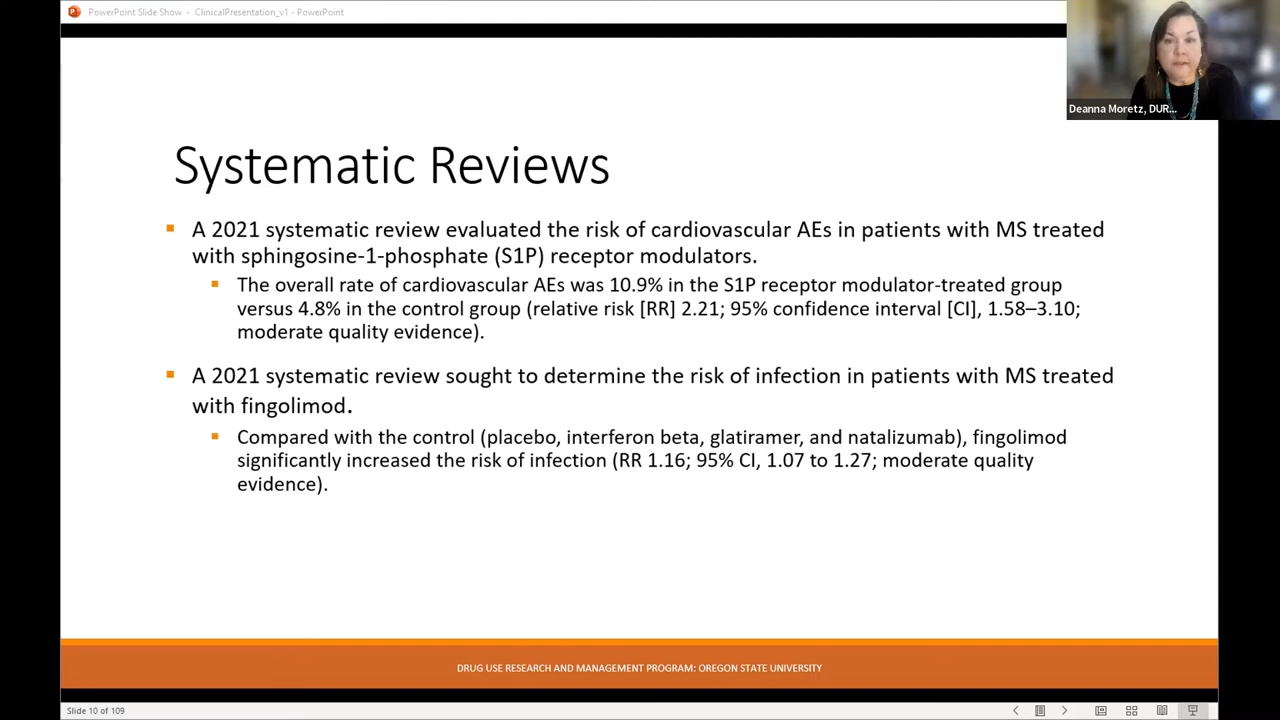 PowerPoint Slide Show - ClinicalPresentation_v1 - PowerPoint
Deanna Moretz, DUR...
Systematic Reviews
▪ A 2021 systematic review evaluated the risk of cardiovascular AEs in patients with MS treated
with sphingosine-1-phosphate (S1P) receptor modulators.
▪ The overall rate of cardiovascular AEs was 10.9% in the S1P receptor modulator-treated group
versus 4.8% in the control group (relative risk [RR] 2.21; 95% confidence interval [CI], 1.58–3.10;
moderate quality evidence).
▪ A 2021 systematic review sought to determine the risk of infection in patients with MS treated
with fingolimod.
▪ Compared with the control (placebo, interferon beta, glatiramer, and natalizumab), fingolimod
significantly increased the risk of infection (RR 1.16; 95% CI, 1.07 to 1.27; moderate quality
evidence).
DRUG USE RESEARCH AND MANAGEMENT PROGRAM: OREGON STATE UNIVERSITY
Slide 10 of 109